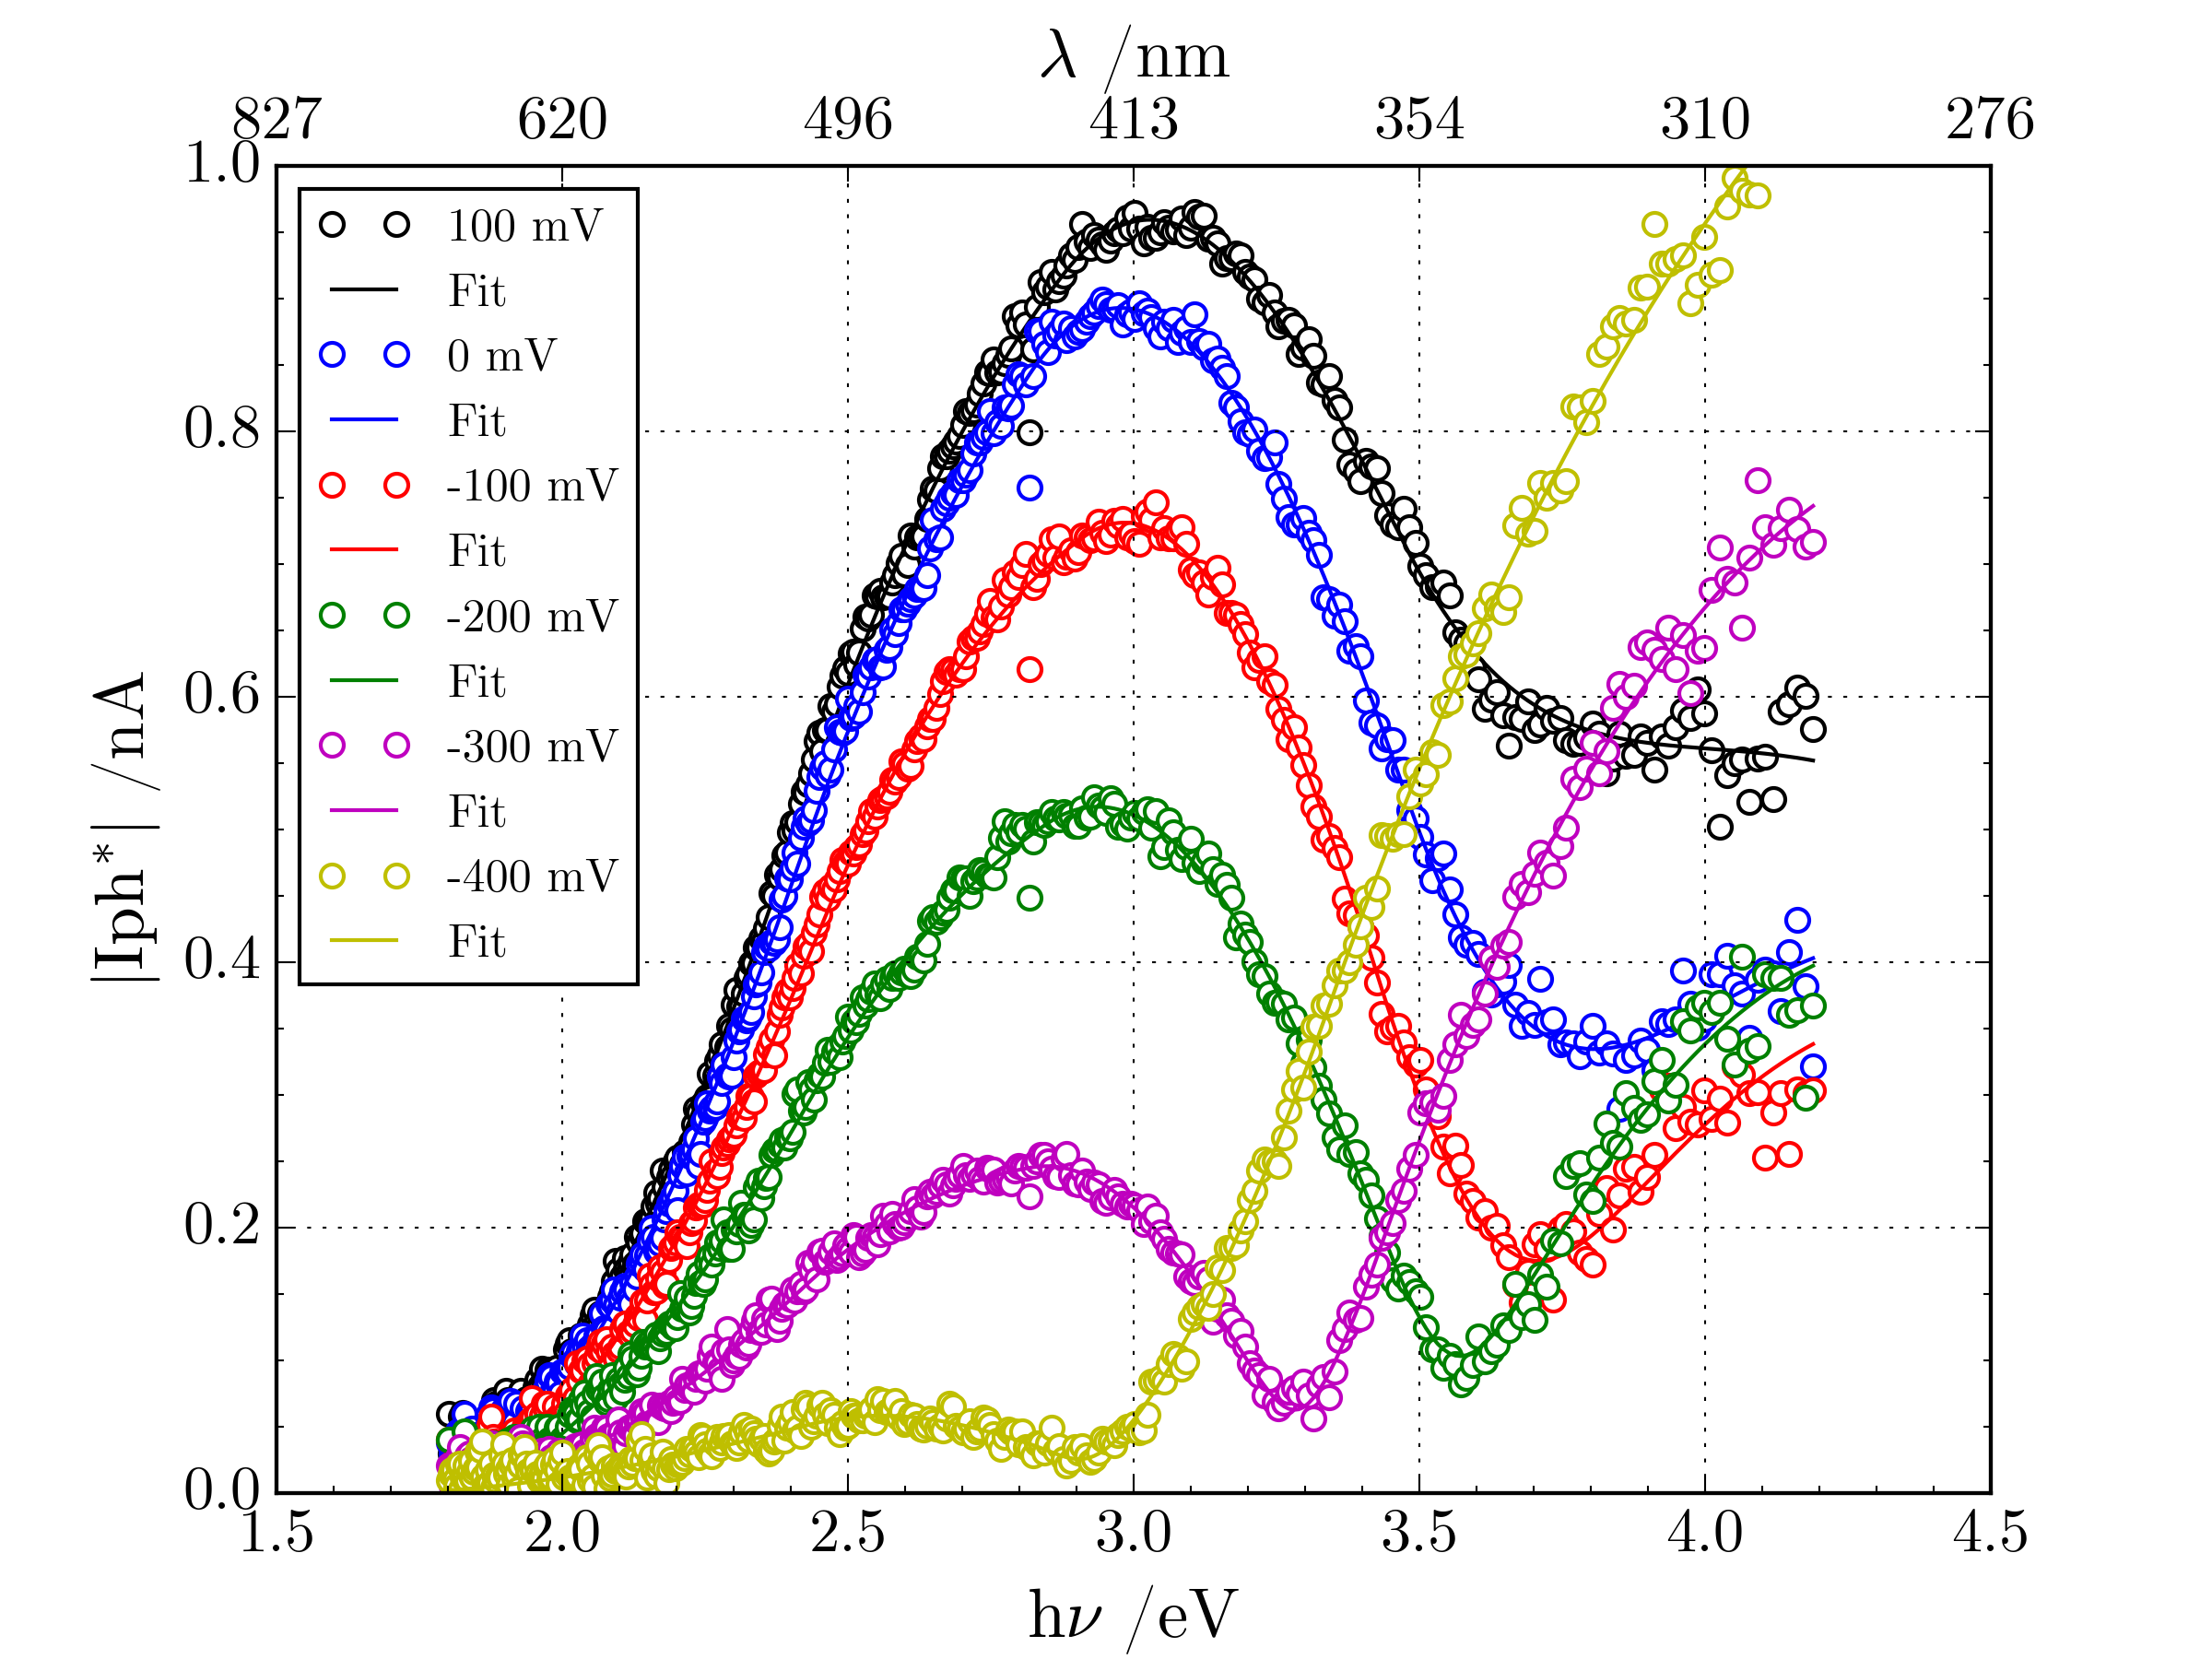 λ /nm
827 620 496 413 354 310 276
1.0
0.8
0.6
0.4
0.2
0.0
|Iph*| /nA
100 mV
Fit
0 mV
Fit
-100 mV
Fit
-200 mV
Fit
-300 mV
Fit
-400 mV
Fit
1.5 2.0 2.5 3.0 3.5 4.0 4.5
hν /eV